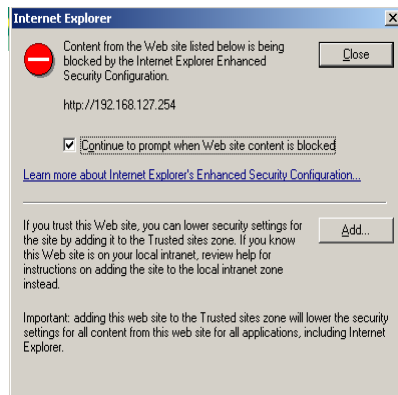 Internet Explorer
Content from the Web site listed below is being
blocked by the Internet Explorer Enhanced
Security Configuration.
Close
http://192.168.127.254
Continue to prompt when Web site content is blocked
Learn more about Internet Explorer's Enhanced Security Configuration...
If you trust this Web site, you can lower security settings for
the site by adding it to the Trusted sites zone. If you know
this Web site is on your local intranet, review help for
instructions on adding the site to the local intranet zone
instead.
Add...
Important: adding this web site to the Trusted sites zone will lower the security
settings for all content from this web site for all applications, including Internet
Explorer.